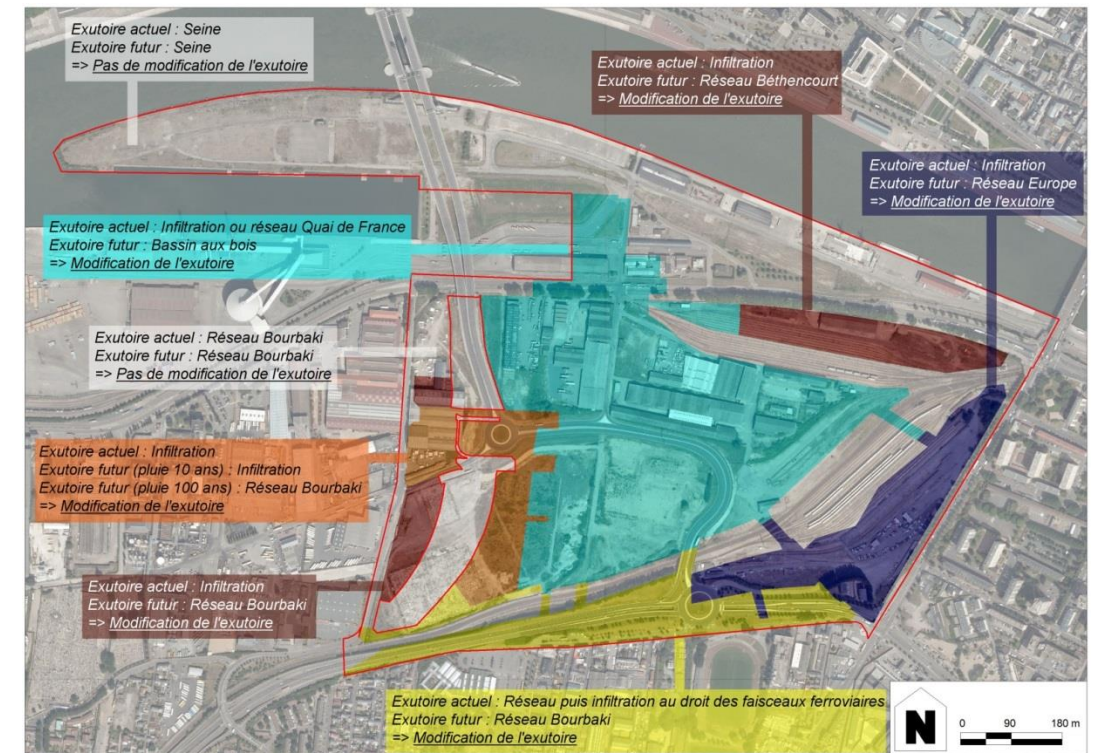 Exutoire actuel : Seine
Exutoire futur : Seine
=> Pas de modification de l'exutoire
Exutoire actuel : Infiltration
Exutoire futur : Réseau Béthencourt
=> Modification de l'exutoire
Exutoire actuel : Infiltration
Exutoire futur : Réseau Europe
=> Modification de l'exutoire
Exutoire actuel : Infiltration ou réseau Quai de France
Exutoire futur : Bassin aux bois
=> Modification de l'exutoire
Exutoire actuel : Réseau Bourbaki
Exutoire futur : Réseau Bourbaki
=> Pas de modification de l'exutoire
Exutoire actuel : Infiltration
Exutoire futur (pluie 10 ans) : Infiltration
Exutoire futur (pluie 100 ans) : Réseau Bourbaki
=> Modification de l'exutoire
Exutoire actuel : Infiltration
Exutoire futur : Réseau Bourbaki
=> Modification de l'exutoire
Exutoire actuel : Réseau puis infiltration au droit des faisceaux ferroviaires
Exutoire futur : Réseau Bourbaki
=> Modification de l'exutoire
N
0 90 180 m